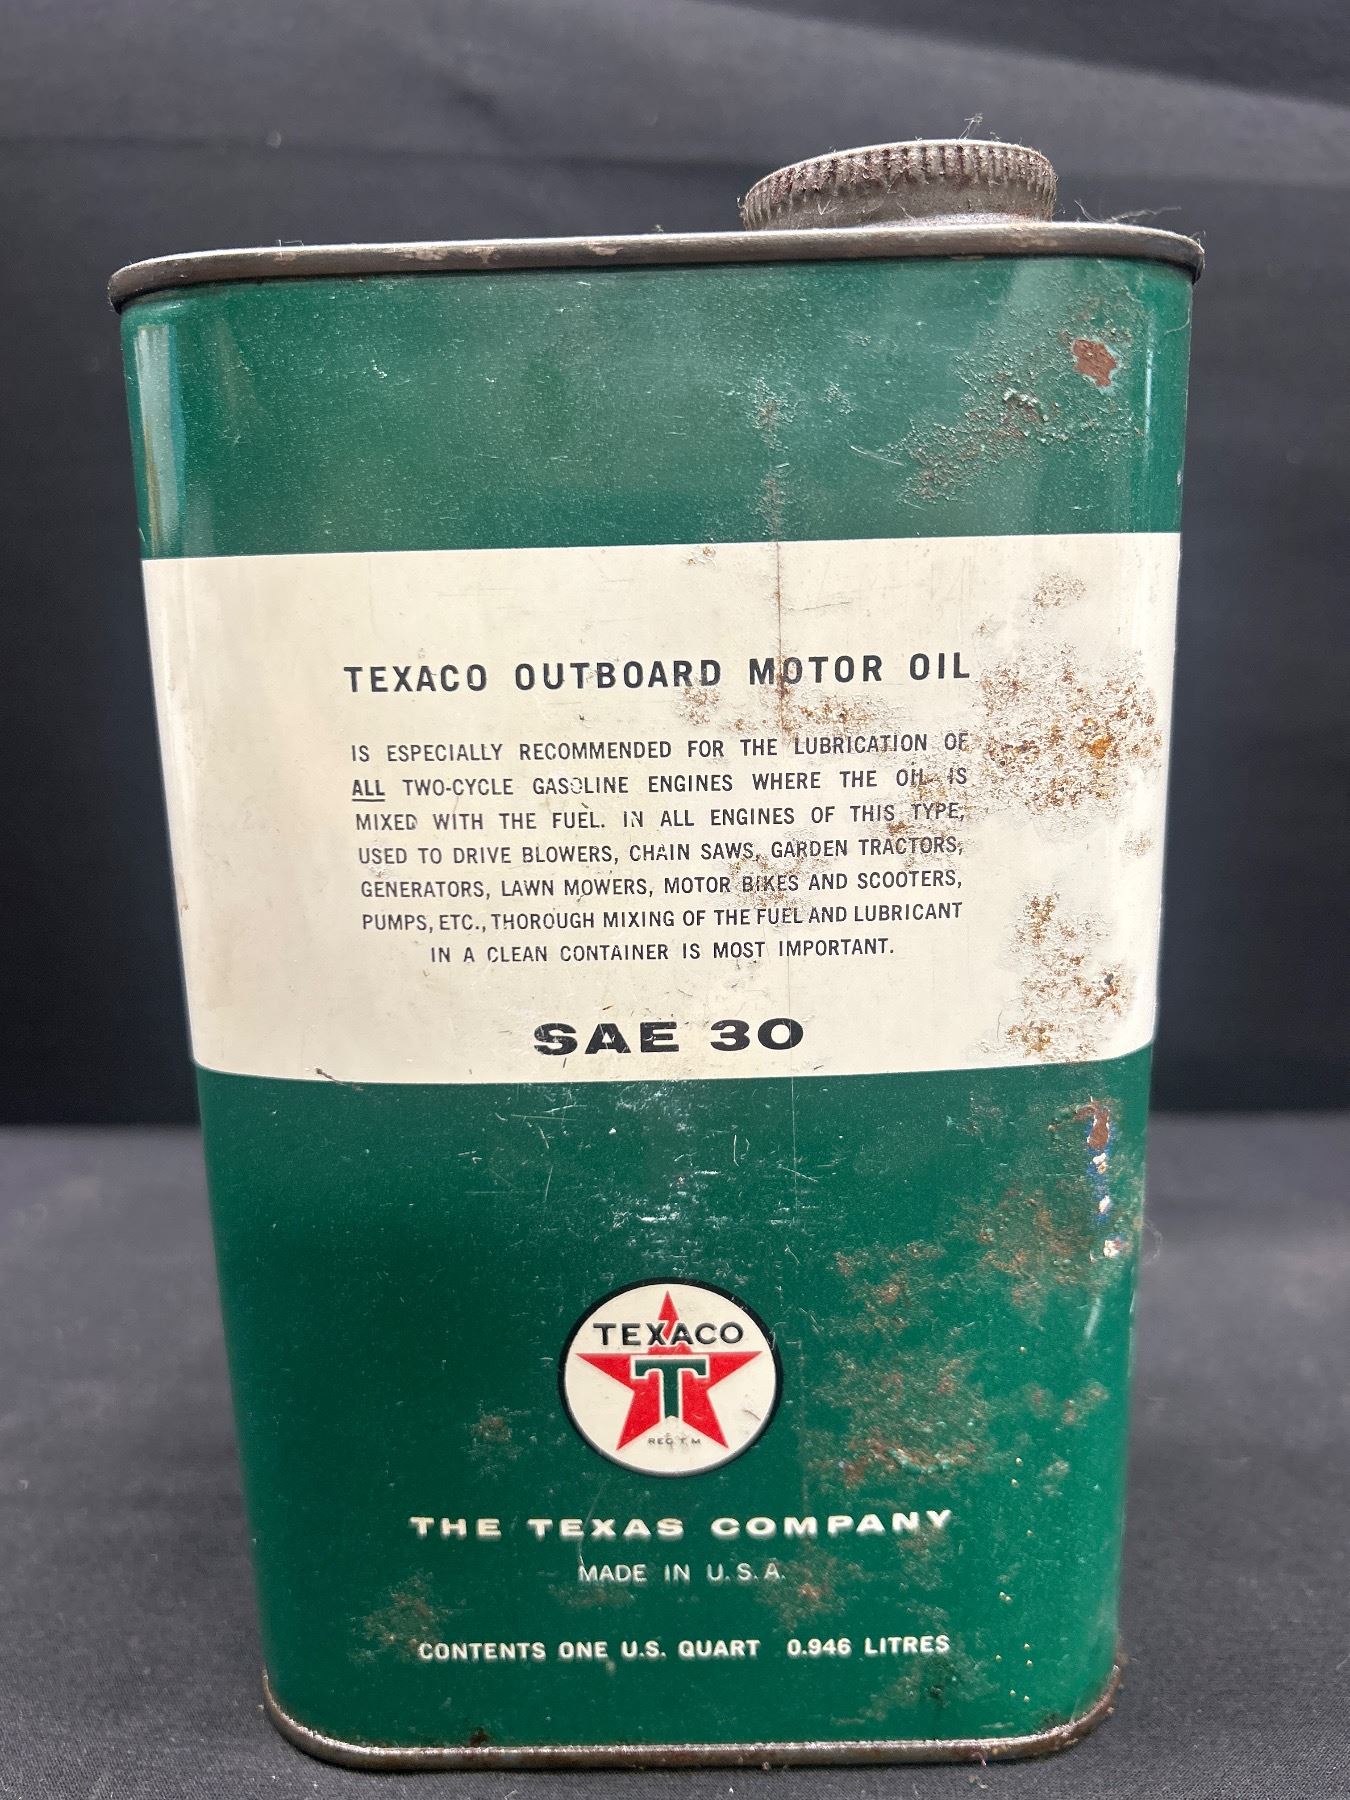 TEXACO OUTBOARD MOTOR OIL
IS ESPECIALLY RECOMMENDED FOR THE LUBRICATION OF
ALL TWO-CYCLE GASOLINE ENGINES WHERE THE OIL IS
MIXED WITH THE FUEL. IN ALL ENGINES OF THIS TYPE,
USED TO DRIVE BLOWERS, CHAIN SAWS, GARDEN TRACTORS,
GENERATORS, LAWN MOWERS, MOTOR BIKES AND SCOOTERS,
PUMPS, ETC., THOROUGH MIXING OF THE FUEL AND LUBRICANT
IN A CLEAN CONTAINER IS MOST IMPORTANT.
SAE 30
TEXACO
T
REG. T. M
THE TEXAS COMPANY
MADE IN U.S.A.
CONTENTS ONE U.S. QUART 0.946 LITRES